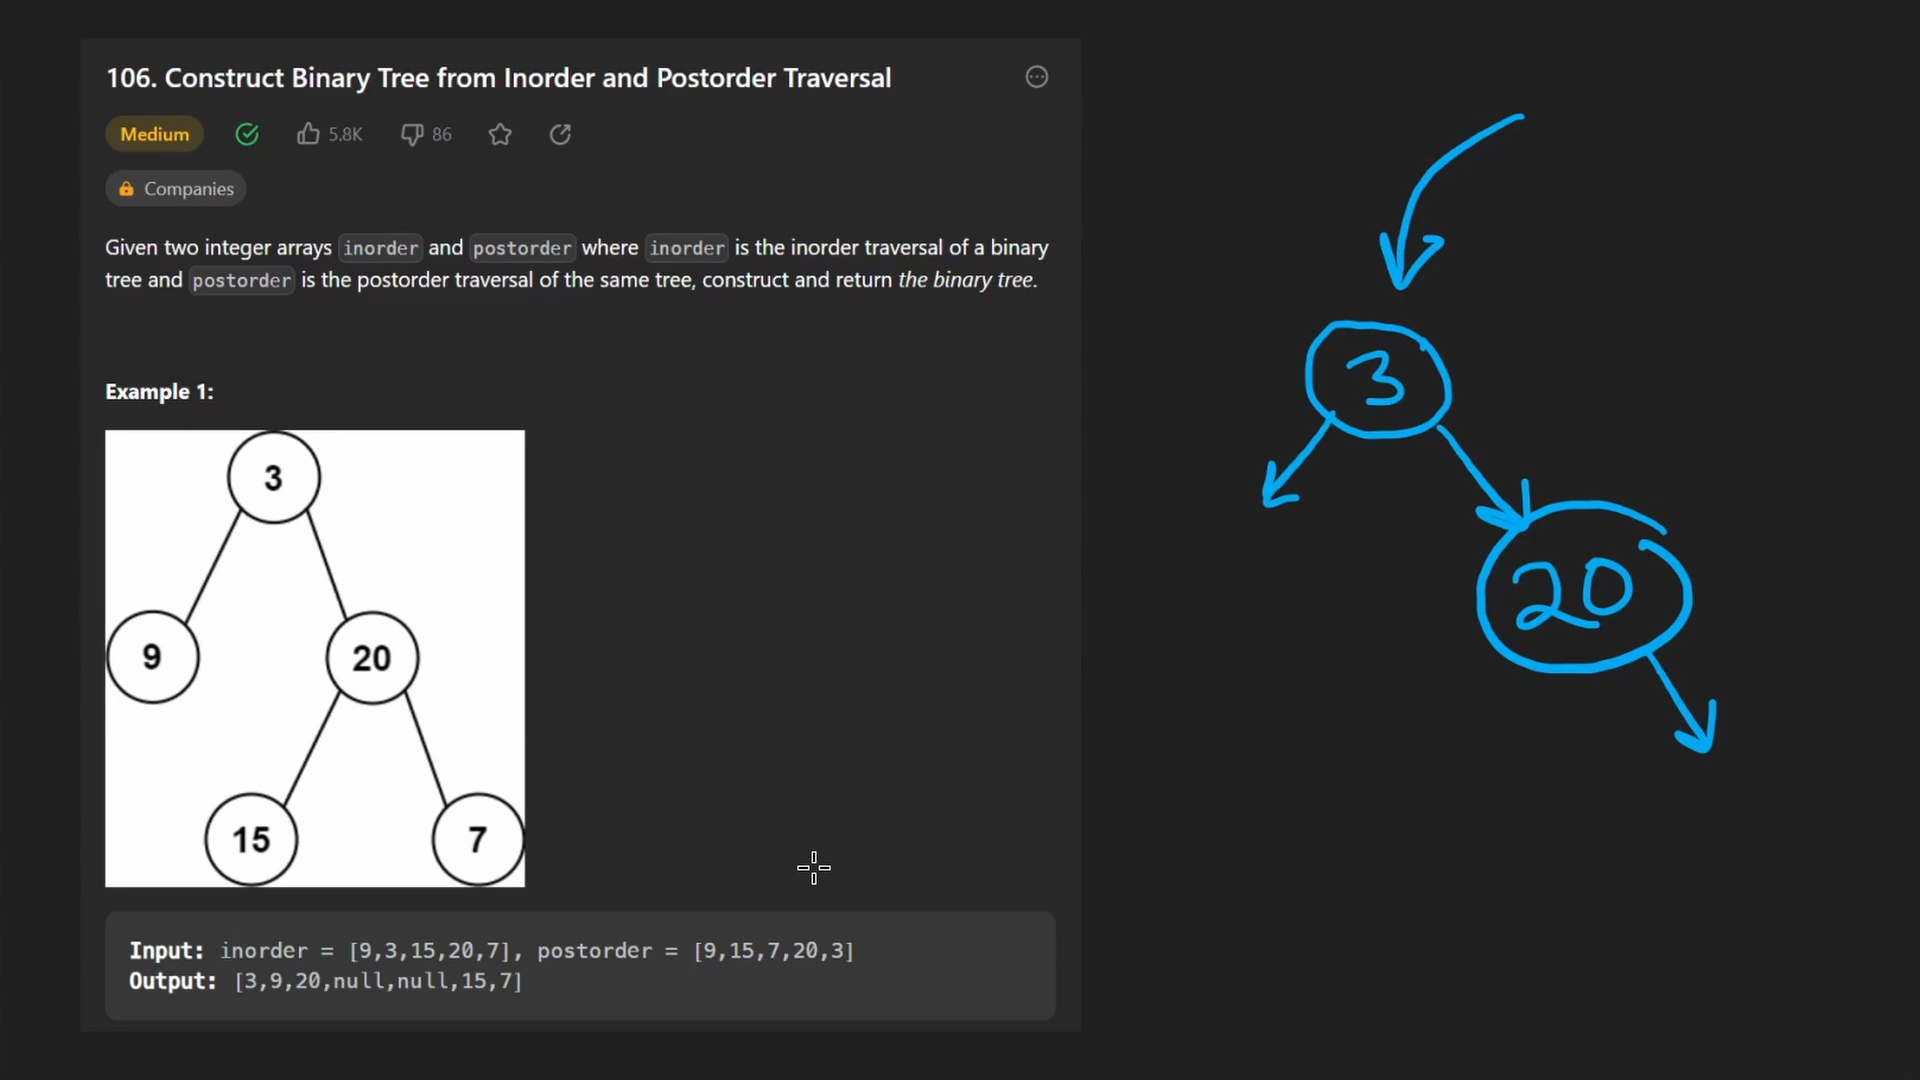 106. Construct Binary Tree from Inorder and Postorder Traversal
Medium 5.8K 86
Companies
Given two integer arrays inorder and postorder where inorder is the inorder traversal of a binary
tree and postorder is the postorder traversal of the same tree, construct and return the binary tree.
Example 1:
3
9 20
15 7
Input: inorder = [9,3,15,20,7], postorder = [9,15,7,20,3]
Output: [3,9,20,null,null,15,7]
3
20